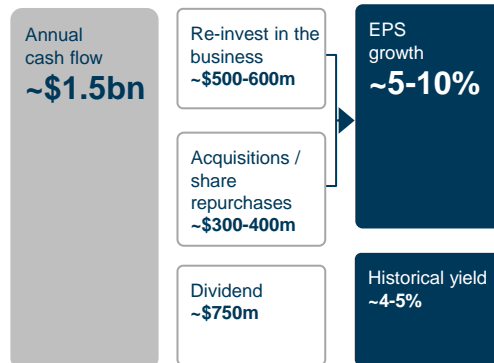 Annual
cash flow
~$1.5bn
Re-invest in the
business
~$500-600m
Acquisitions /
share
repurchases
~$300-400m
Dividend
~$750m
EPS
growth
~5-10%
Historical yield
~4-5%